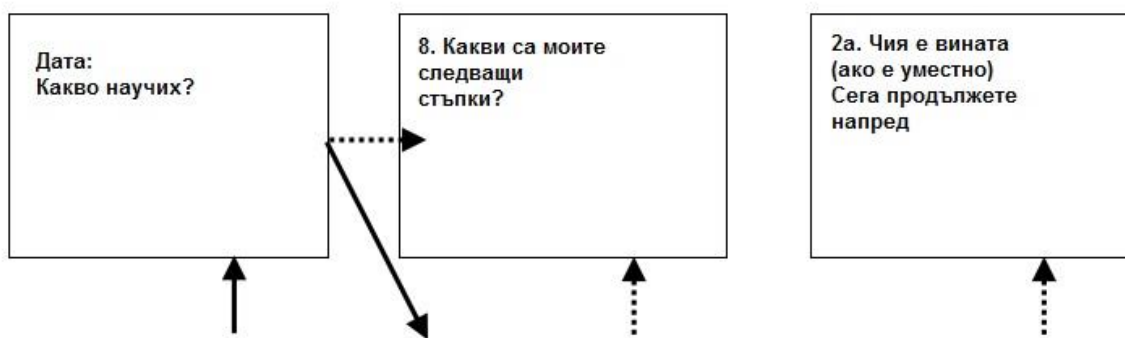 Дата:
Какво научих?
8. Какви са моите
следващи
стъпки?
2а. Чия е вината
(ако е уместно)
Сега продължете
напред